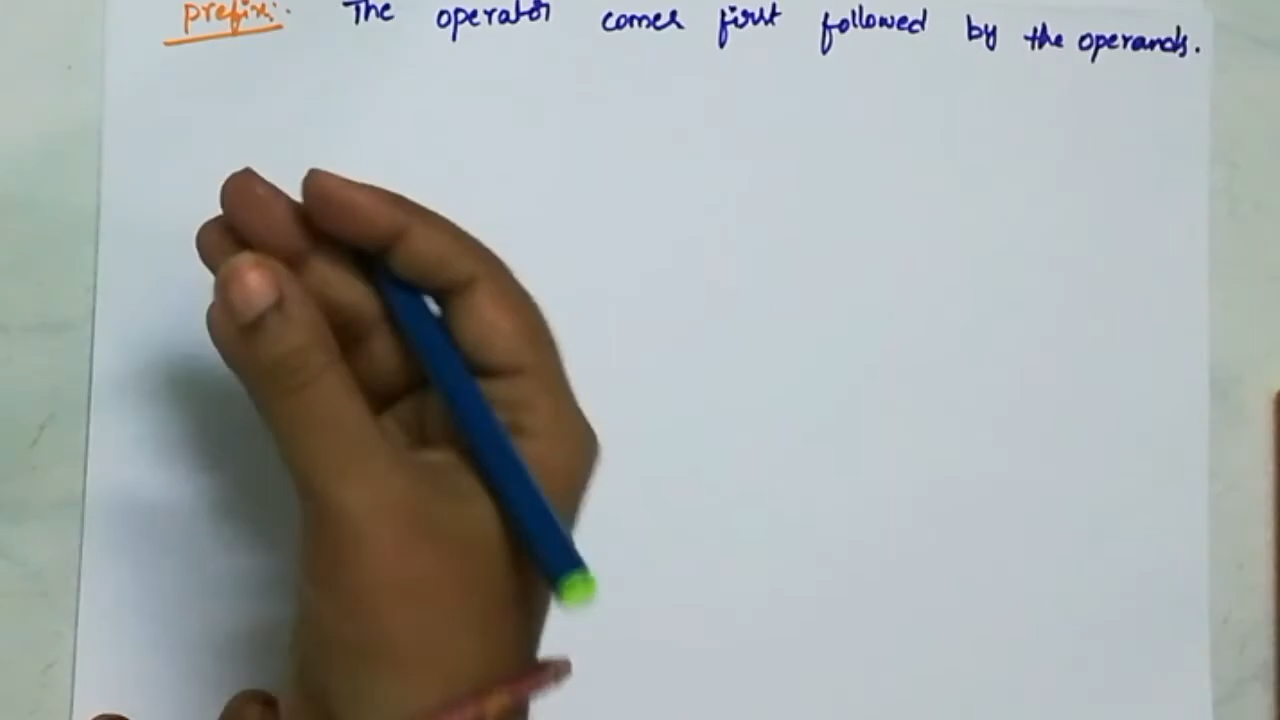 prefix:- The operator comes first followed by the operands.